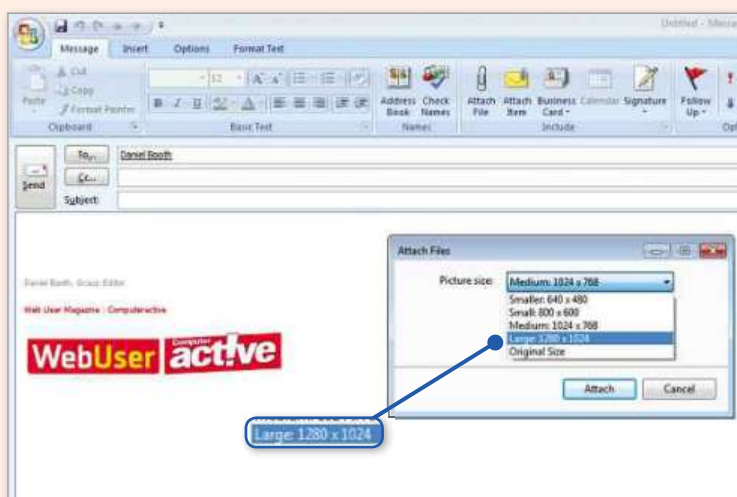 Untitled - Messa
Message Insert Options Format Text
Cut
Copy
Format Painter
Paste
Clipboard
12
B I U
Basic Text
Address Book
Check Names
Names
Attach File
Attach Item
Business Card
Calendar
Signature
Include
Follow Up
Opt
Send
To...
Daniel Booth
Cc...
Subject:
Daniel Booth, Group Editor
Web User Magazine | Computeractive
WebUser
Computer
active
Attach Files
Picture size: Medium: 1024 x 768
Smaller: 640 x 480
Small: 800 x 600
Medium: 1024 x 768
Large: 1280 x 1024
Original Size
Attach Cancel
Large: 1280 x 1024